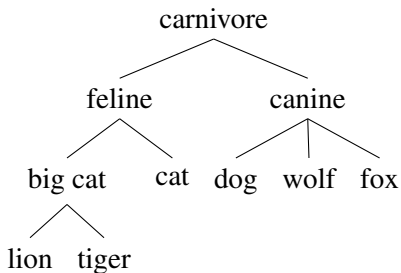 carnivore
feline canine
big cat cat dog wolf fox
lion tiger